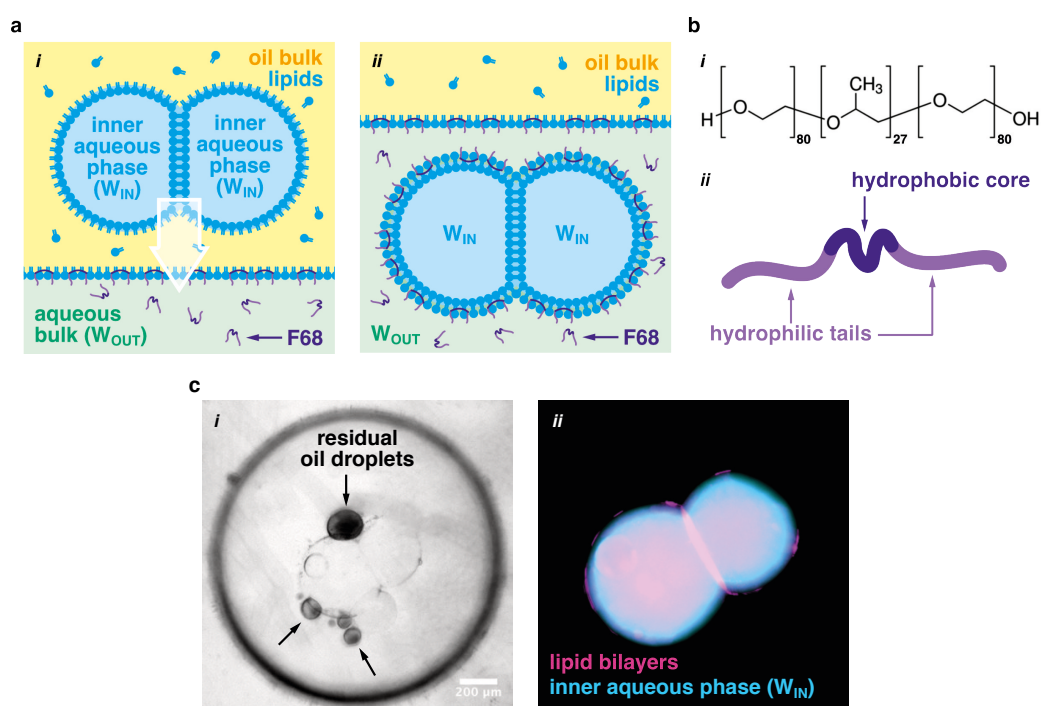 a
i
oil bulk
lipids
inner
aqueous
phase
(WIN)
inner
aqueous
phase
(WIN)
aqueous
bulk (WOUT)
F68
ii
oil bulk
lipids
WIN
WIN
WOUT
F68
b
i
H
O
80
O
CH3
27
O
80
OH
ii
hydrophobic core
hydrophilic tails
c
i
residual
oil droplets
200 µm
ii
lipid bilayers
inner aqueous phase (WIN)